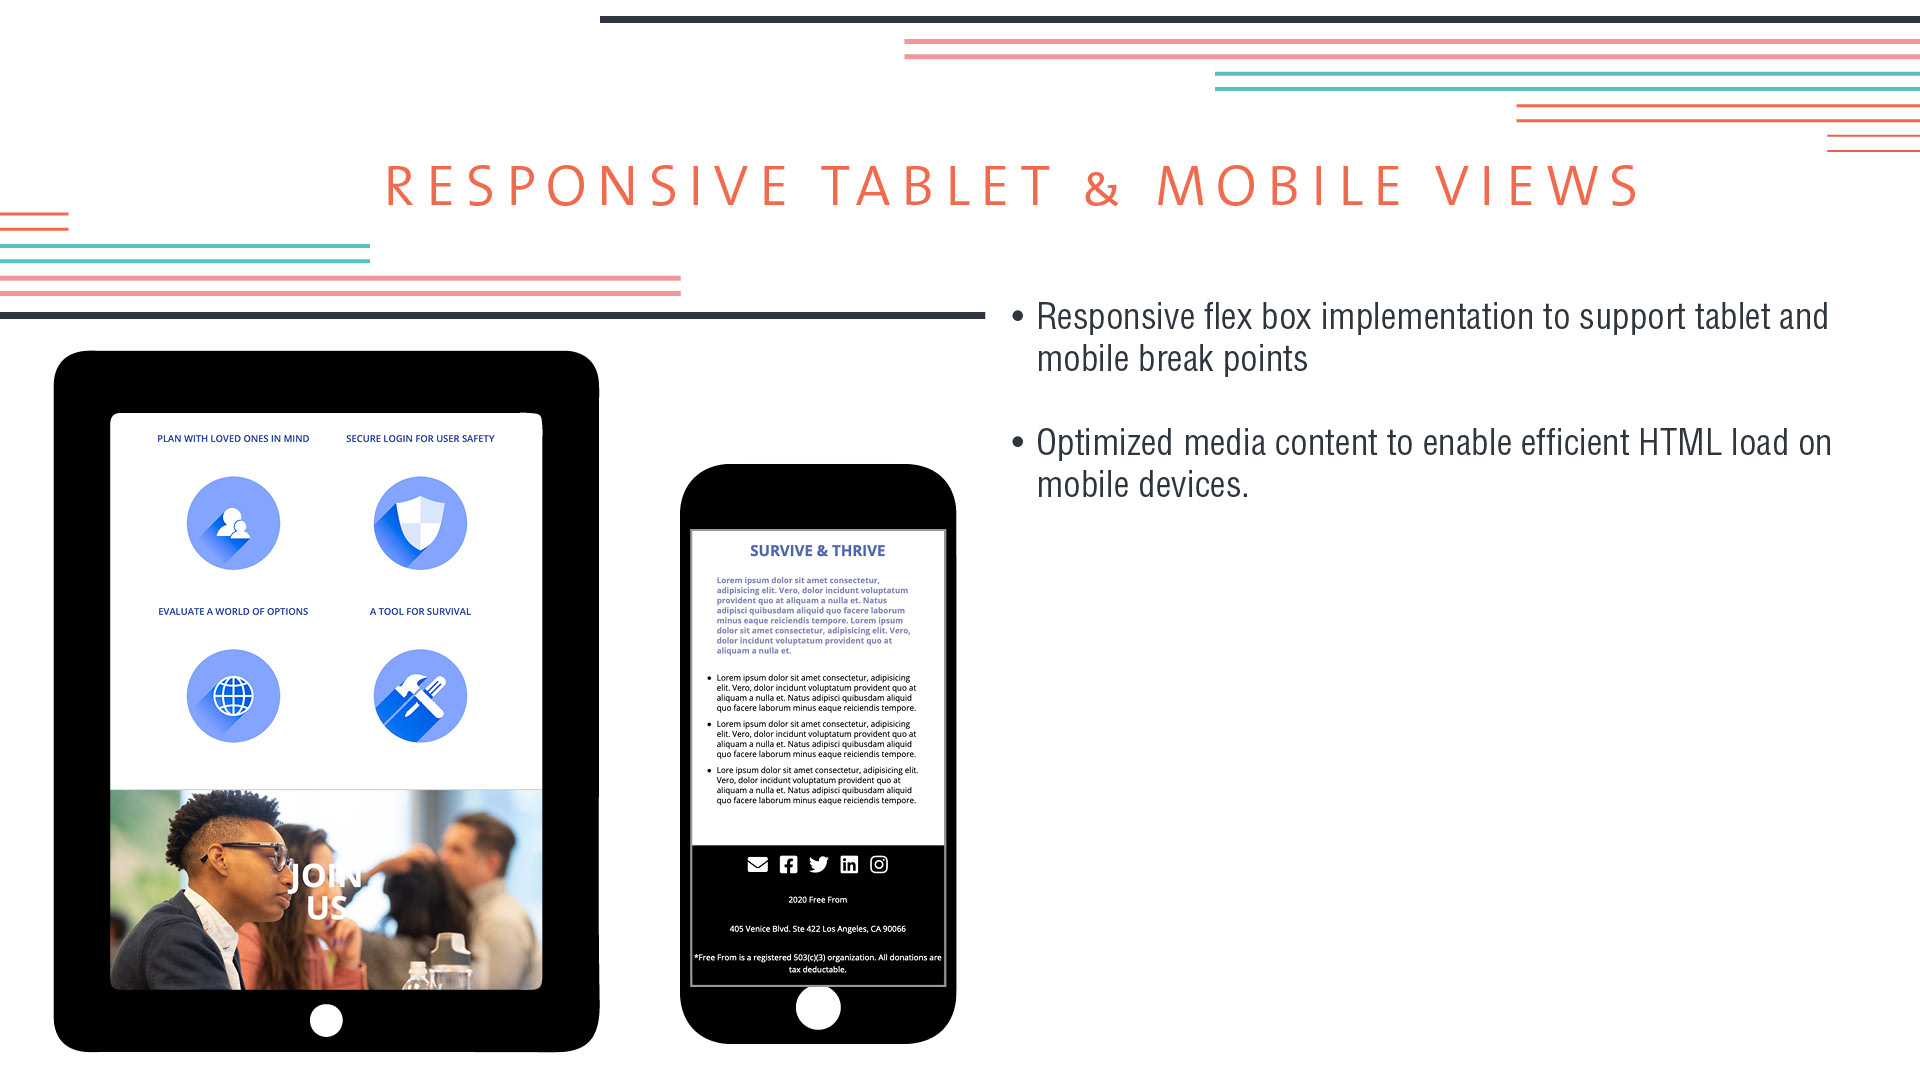 RESPONSIVE TABLET & MOBILE VIEWS
• Responsive flex box implementation to support tablet and
mobile break points
• Optimized media content to enable efficient HTML load on
mobile devices.
PLAN WITH LOVED ONES IN MIND
SECURE LOGIN FOR USER SAFETY
EVALUATE A WORLD OF OPTIONS
A TOOL FOR SURVIVAL
JOIN
US
SURVIVE & THRIVE
Lorem ipsum dolor sit amet consectetur,
adipisicing elit. Vero, dolor incidunt voluptatum
provident quo at aliquam a nulla et. Natus
adipisci quibusdam aliquid quo facere laborum
minus eaque reiciendis tempore. Lorem ipsum
dolor sit amet consectetur, adipisicing elit. Vero,
dolor incidunt voluptatum provident quo at
aliquam a nulla et.
• Lorem ipsum dolor sit amet consectetur, adipisicing
elit. Vero, dolor incidunt voluptatum provident quo at
aliquam a nulla et. Natus adipisci quibusdam aliquid
quo facere laborum minus eaque reiciendis tempore.
• Lorem ipsum dolor sit amet consectetur, adipisicing
elit. Vero, dolor incidunt voluptatum provident quo at
aliquam a nulla et. Natus adipisci quibusdam aliquid
quo facere laborum minus eaque reiciendis tempore.
• Lore ipsum dolor sit amet consectetur, adipisicing elit.
Vero, dolor incidunt voluptatum provident quo at
aliquam a nulla et. Natus adipisci quibusdam aliquid
quo facere laborum minus eaque reiciendis tempore.
2020 Free From
405 Venice Blvd. Ste 422 Los Angeles, CA 90066
*Free From is a registered 503(c)(3) organization. All donations are
tax deductable.